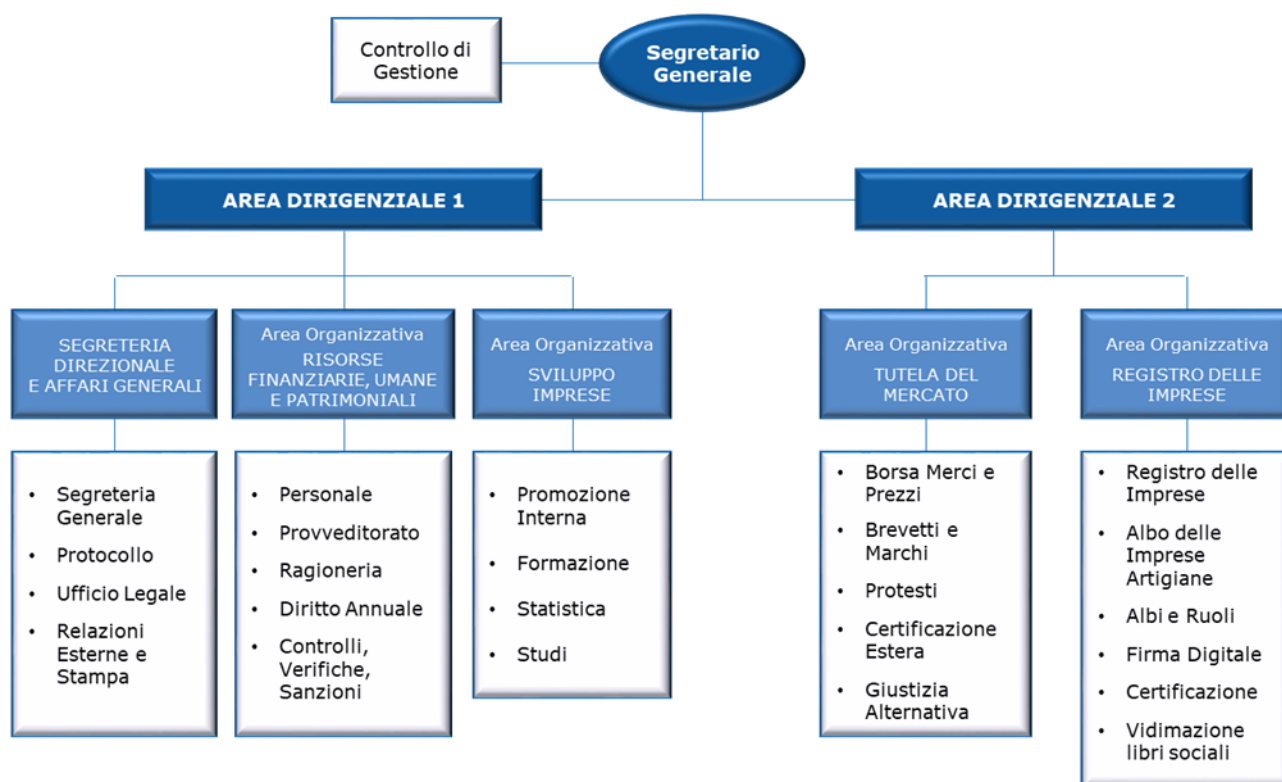 Controllo di
Gestione
Segretario
Generale
AREA DIRIGENZIALE 1
AREA DIRIGENZIALE 2
SEGRETERIA
DIREZIONALE
E AFFARI GENERALI
Area Organizzativa
RISORSE
FINANZIARIE, UMANE
E PATRIMONIALI
Area Organizzativa
SVILUPPO
IMPRESE
Area Organizzativa
TUTELA DEL
MERCATO
Area Organizzativa
REGISTRO DELLE
IMPRESE
• Segreteria
Generale
• Protocollo
• Ufficio Legale
• Relazioni
Esterne e
Stampa
• Personale
• Provveditorato
• Ragioneria
• Diritto Annuale
• Controlli,
Verifiche,
Sanzioni
• Promozione
Interna
• Formazione
• Statistica
• Studi
• Borsa Merci e
Prezzi
• Brevetti e
Marchi
• Protesti
• Certificazione
Estera
• Giustizia
Alternativa
• Registro delle
Imprese
• Albo delle
Imprese
Artigiane
• Albi e Ruoli
• Firma Digitale
• Certificazione
• Vidimazione
libri sociali